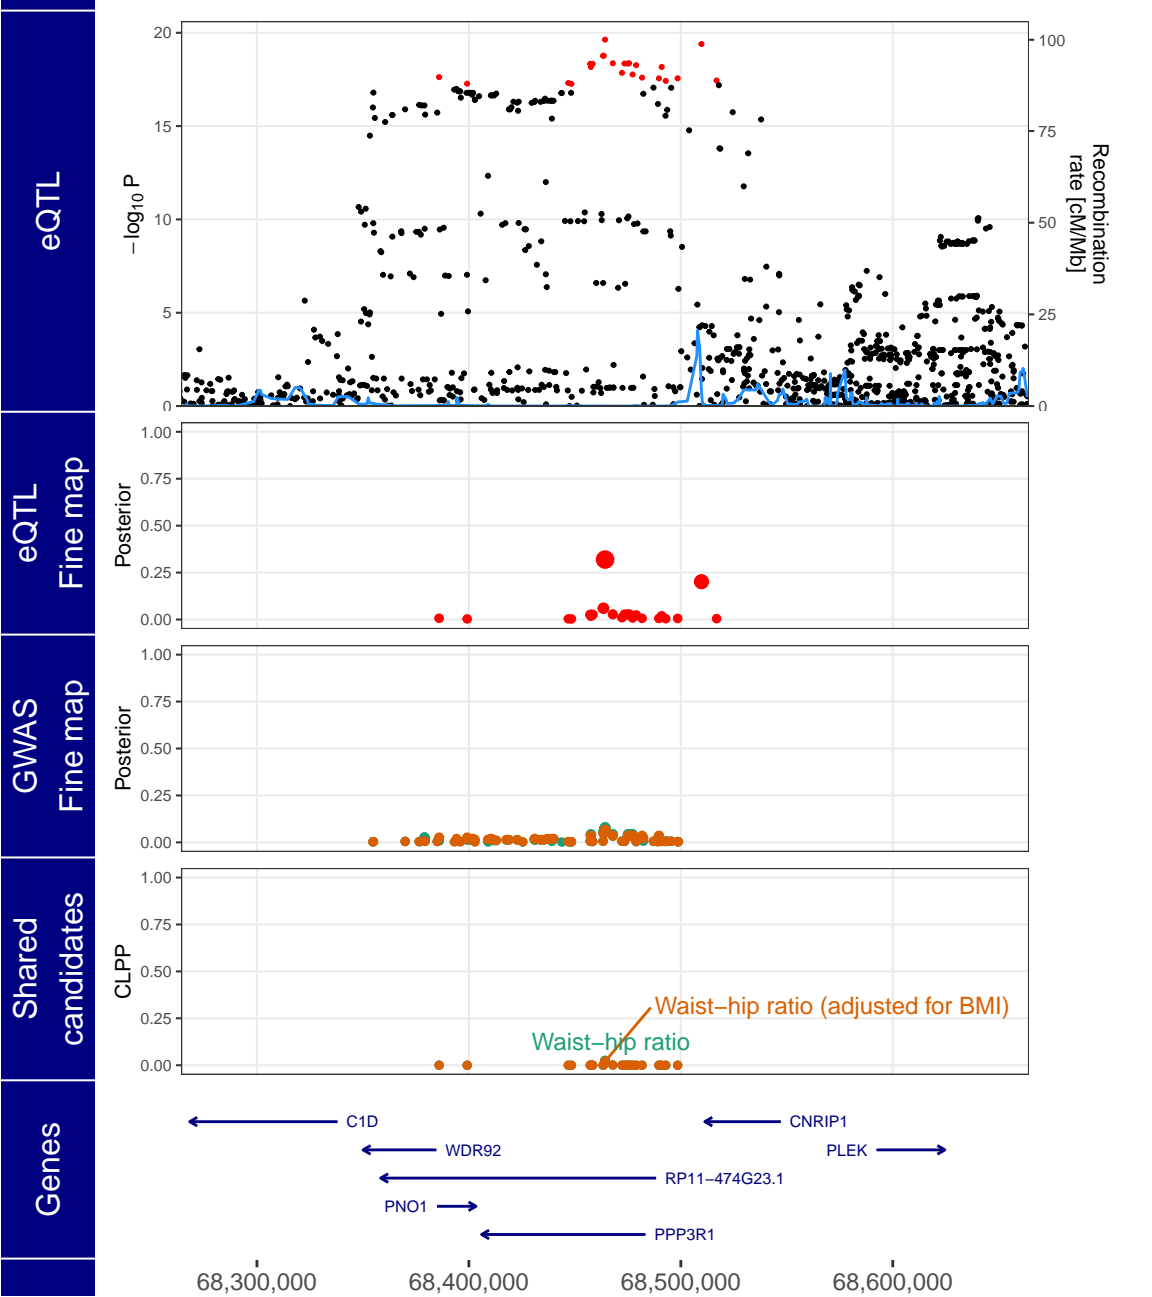 eQTL
20
15
10
5
0
−log10 P
100
75
50
25
0
Recombination
rate [cM/Mb]
eQTL
Fine map
Posterior
1.00
0.75
0.50
0.25
0.00
GWAS
Fine map
Posterior
1.00
0.75
0.50
0.25
0.00
Shared
candidates
CLPP
1.00
0.75
0.50
0.25
0.00
Waist−hip ratio (adjusted for BMI)
Waist−hip ratio
Genes
C1D
CNRIP1
WDR92
PLEK
RP11−474G23.1
PNO1
PPP3R1
68,300,000
68,400,000
68,500,000
68,600,000